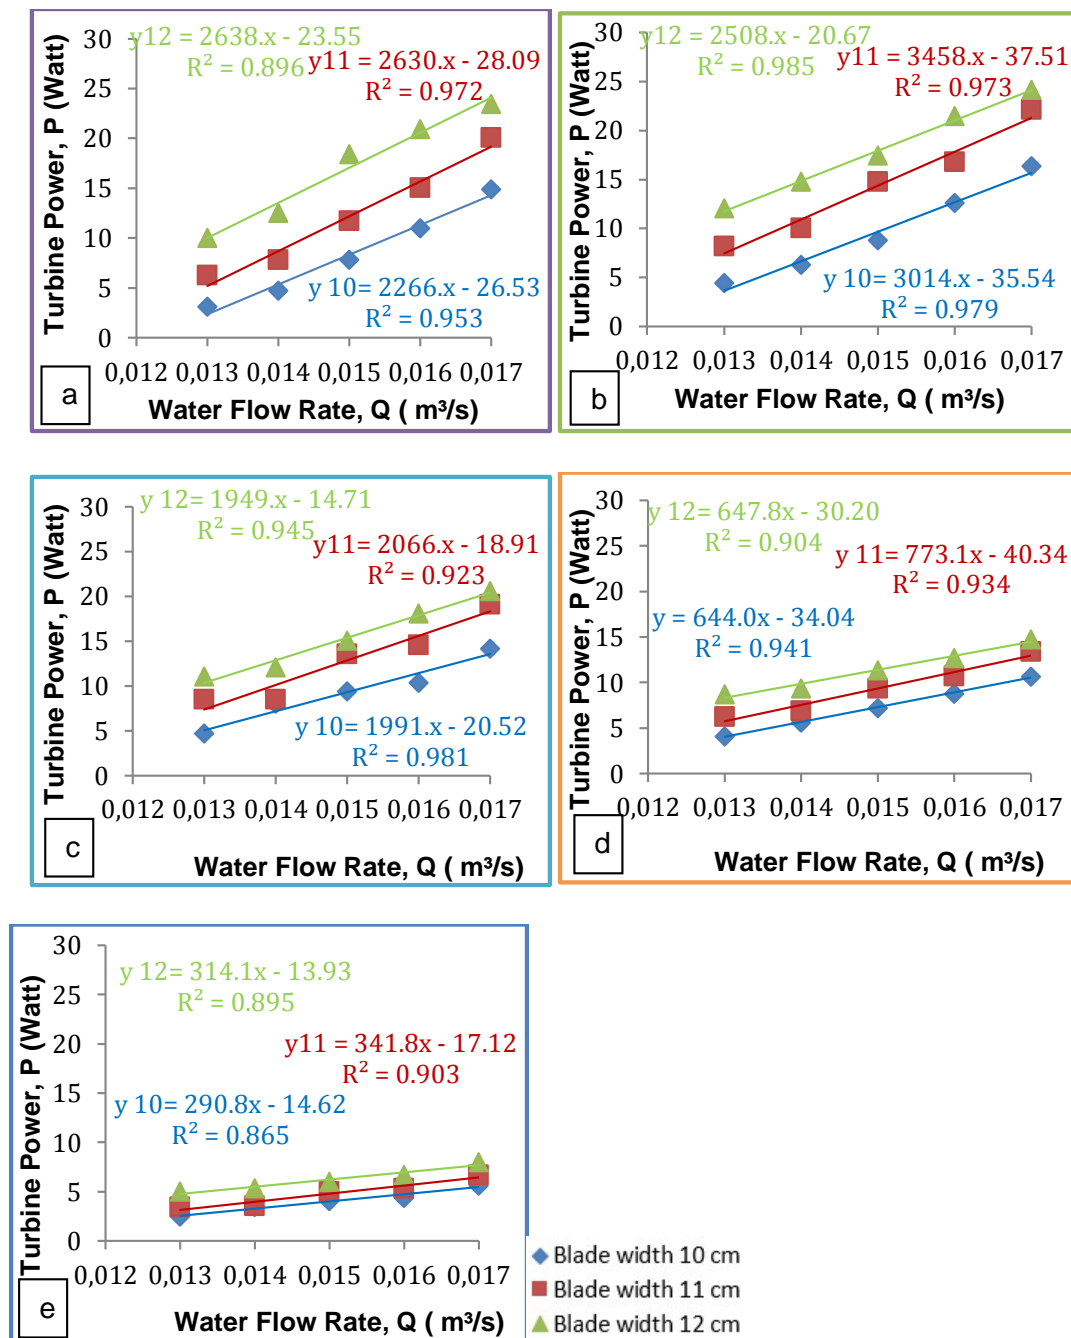 y12 = 2638.x - 23.55
R² = 0.896
y11 = 2630.x - 28.09
R² = 0.972
y 10= 2266.x - 26.53
R² = 0.953
Turbine Power, P (Watt)
30
25
20
15
10
5
0
0,012 0,013 0,014 0,015 0,016 0,017
Water Flow Rate, Q ( m³/s)
a
y12 = 2508.x - 20.67
R² = 0.985
y11 = 3458.x - 37.51
R² = 0.973
y 10= 3014.x - 35.54
R² = 0.979
Turbine Power, P (Watt)
30
25
20
15
10
5
0
0,012 0,013 0,014 0,015 0,016 0,017
Water Flow Rate, Q ( m³/s)
b
y 12= 1949.x - 14.71
R² = 0.945
y11 = 2066.x - 18.91
R² = 0.923
y 10= 1991.x - 20.52
R² = 0.981
Turbine Power, P (Watt)
30
25
20
15
10
5
0
0,012 0,013 0,014 0,015 0,016 0,017
Water Flow Rate, Q ( m³/s)
c
y 12= 647.8x - 30.20
R² = 0.904
y 11= 773.1x - 40.34
R² = 0.934
y = 644.0x - 34.04
R² = 0.941
Turbine Power, P (Watt)
30
25
20
15
10
5
0
0,012 0,013 0,014 0,015 0,016 0,017
Water Flow Rate, Q ( m³/s)
d
y 12= 314.1x - 13.93
R² = 0.895
y11 = 341.8x - 17.12
R² = 0.903
y 10= 290.8x - 14.62
R² = 0.865
Turbine Power, P (Watt)
30
25
20
15
10
5
0
0,012 0,013 0,014 0,015 0,016 0,017
Water Flow Rate, Q ( m³/s)
e
Blade width 10 cm
Blade width 11 cm
Blade width 12 cm